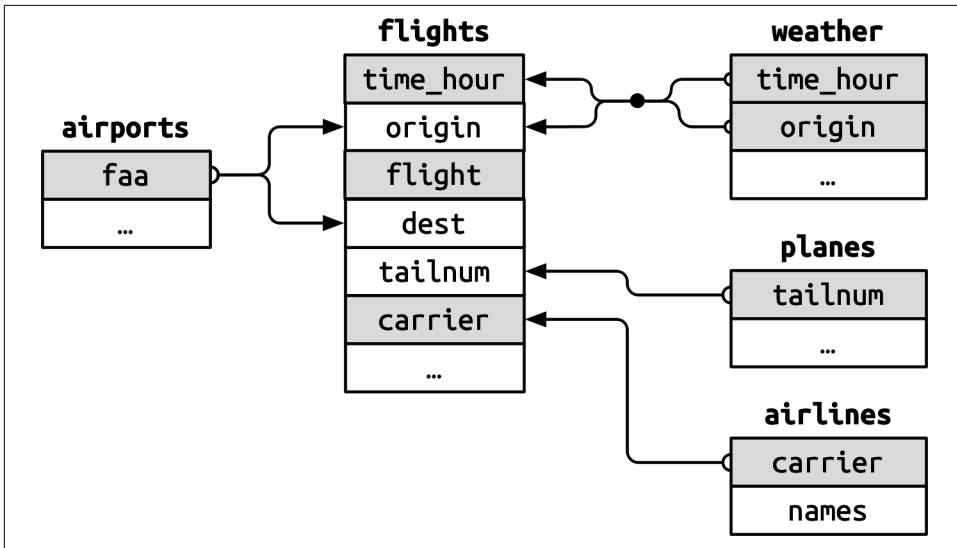 airports
faa
…
flights
time_hour
origin
flight
dest
tailnum
carrier
…
weather
time_hour
origin
…
planes
tailnum
…
airlines
carrier
names